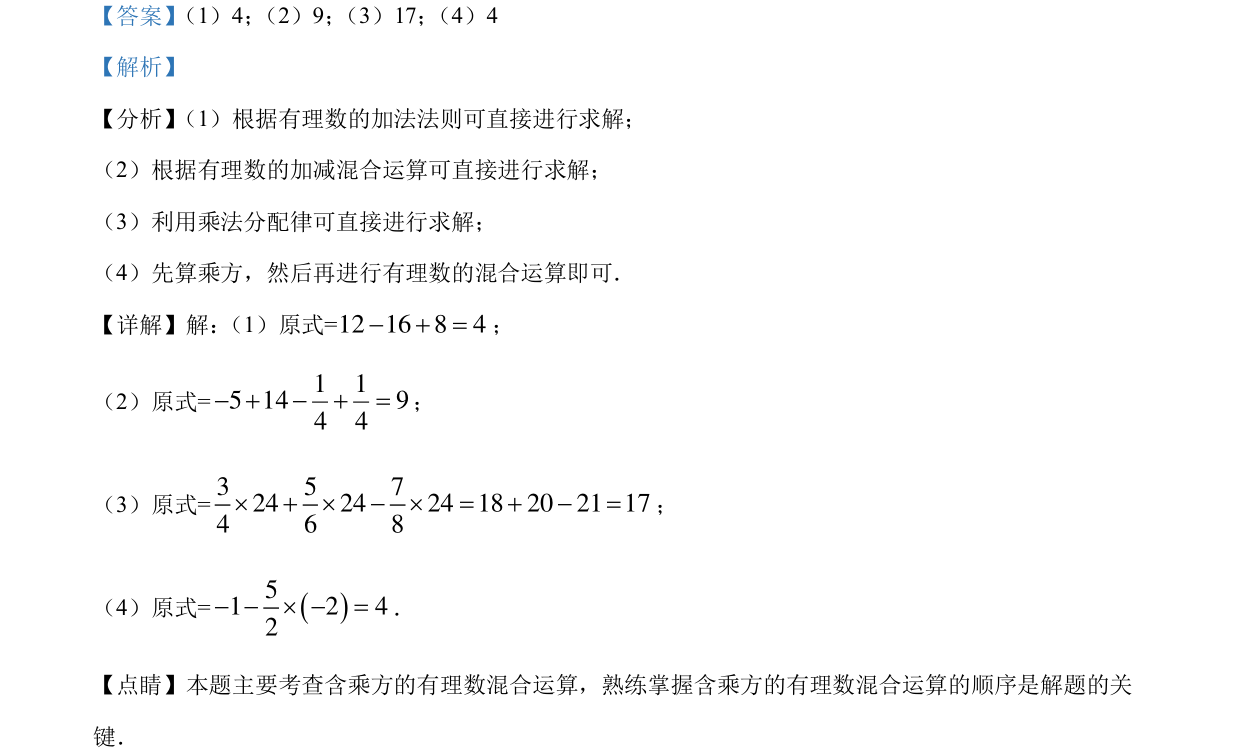 【答案】（1）4；（2）9；（3）17；（4）4
【解析】
【分析】（1）根据有理数的加法法则可直接进行求解；
（2）根据有理数的加减混合运算可直接进行求解；
（3）利用乘法分配律可直接进行求解；
（4）先算乘方，然后再进行有理数的混合运算即可．
【详解】解：（1）原式=12−16+8=4；
（2）原式=−5+14−\frac{1}{4}+\frac{1}{4}=9；
（3）原式=\frac{3}{4}×24+\frac{5}{6}×24−\frac{7}{8}×24=18+20−21=17；
（4）原式=−1−\frac{5}{2}×(−2)=4．
【点睛】本题主要考查含乘方的有理数混合运算，熟练掌握含乘方的有理数混合运算的顺序是解题的关
键．